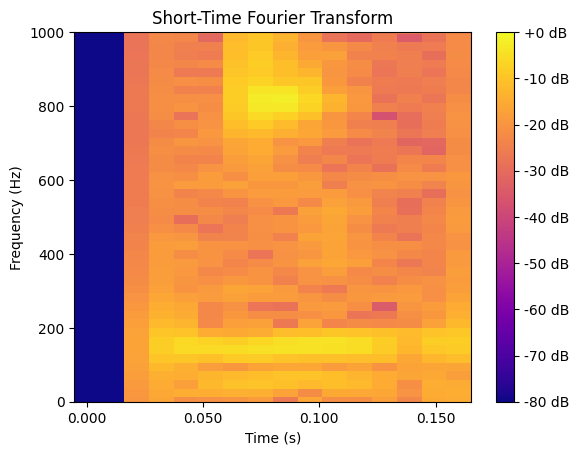 Short-Time Fourier Transform
1000
800
600
400
200
0
Frequency (Hz)
0.000
0.050
0.100
0.150
Time (s)
+0 dB
-10 dB
-20 dB
-30 dB
-40 dB
-50 dB
-60 dB
-70 dB
-80 dB